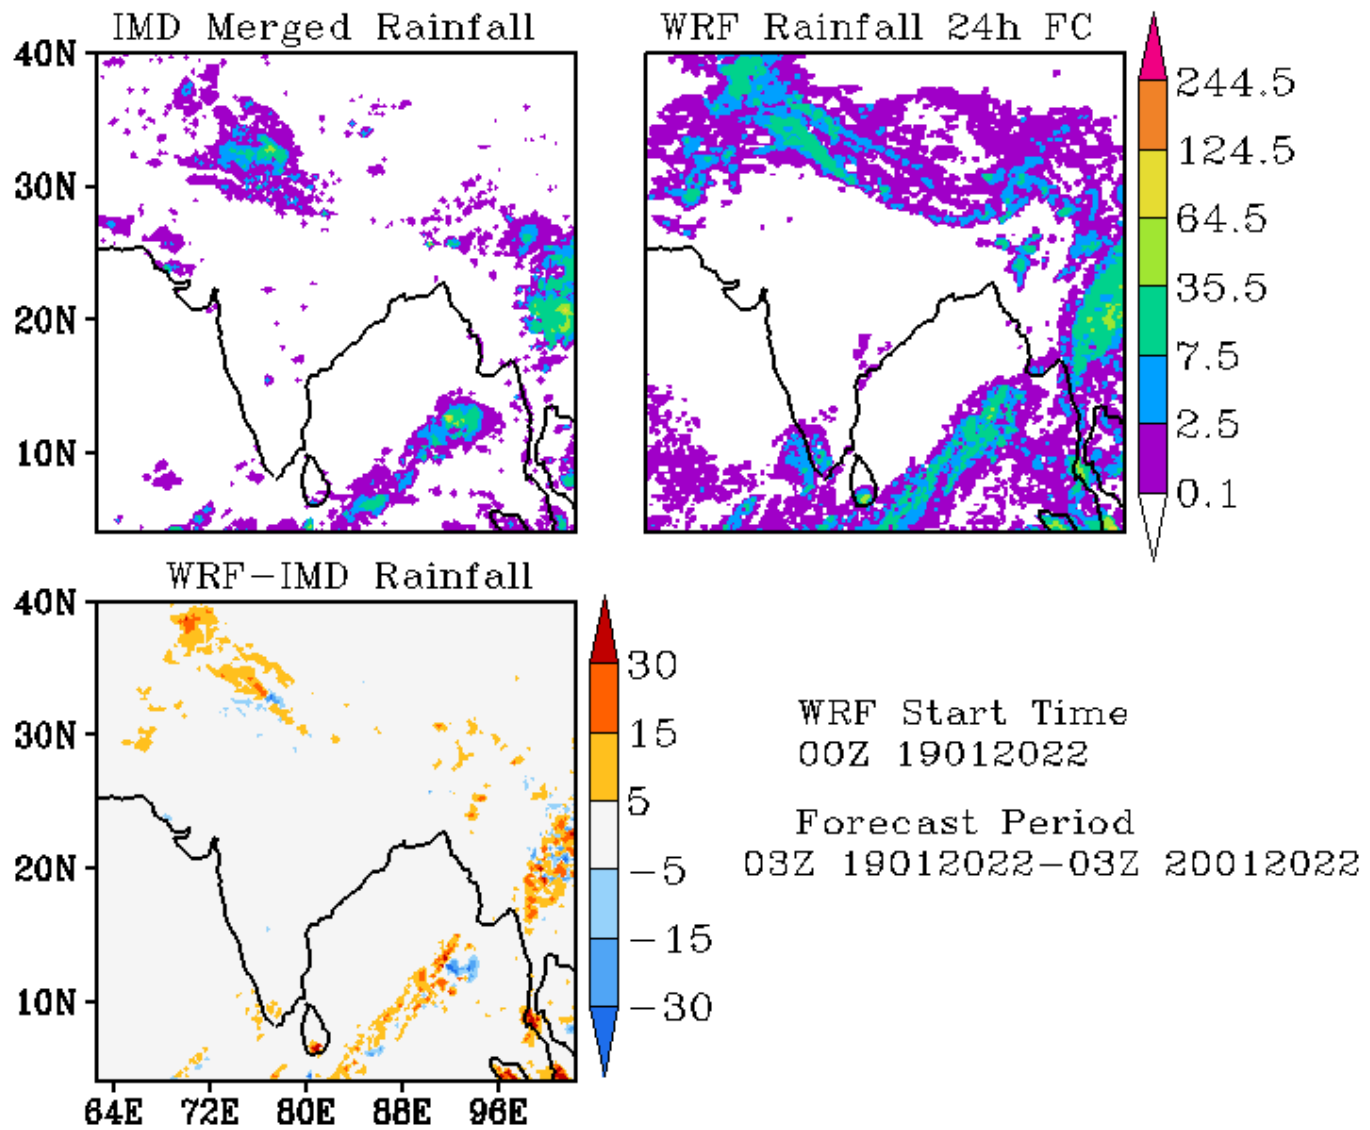 IMD Merged Rainfall
WRF Rainfall 24h FC
40N
30N
20N
10N
244.5
124.5
64.5
35.5
7.5
2.5
0.1
WRF-IMD Rainfall
40N
30N
20N
10N
64E 72E 80E 88E 96E
30
15
5
-5
-15
-30
WRF Start Time
00Z 19012022
Forecast Period
03Z 19012022-03Z 20012022